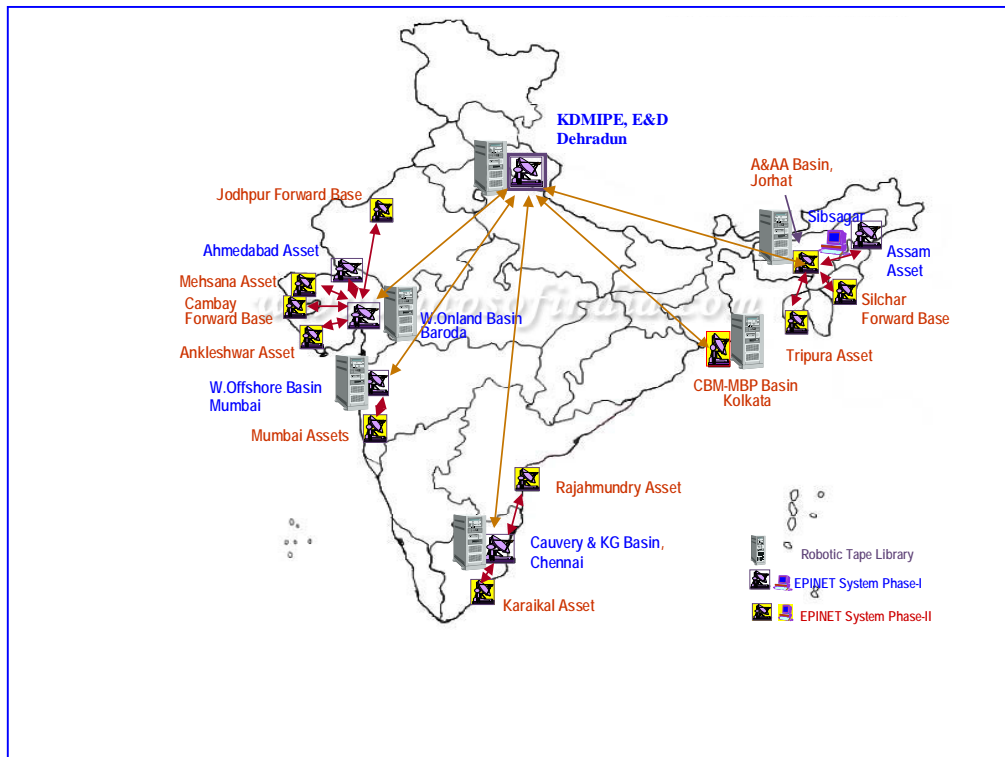 KDMIPE, E&D
Dehradun
A&AA Basin,
Jorhat
Jodhpur Forward Base
Sibsagar
Ahmedabad Asset
Assam
Asset
Mehsana Asset
Cambay
Forward Base
Silchar
Forward Base
W.Onland Basin
Baroda
Ankleshwar Asset
Tripura Asset
W.Offshore Basin
Mumbai
CBM-MBP Basin
Kolkata
Mumbai Assets
Rajahmundry Asset
Cauvery & KG Basin,
Chennai
Karaikal Asset
Robotic Tape Library
EPINET System Phase-I
EPINET System Phase-II